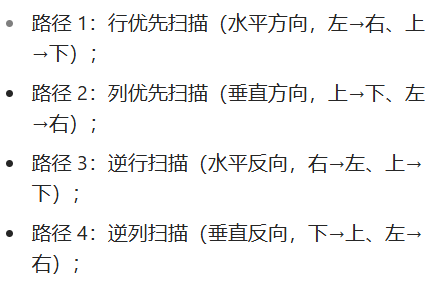 • 路径 1：行优先扫描（水平方向，左→右、上
→下）；
• 路径 2：列优先扫描（垂直方向，上→下、左
→右）；
• 路径 3：逆行扫描（水平反向，右→左、上→
下）；
• 路径 4：逆列扫描（垂直反向，下→上、左→
右）；